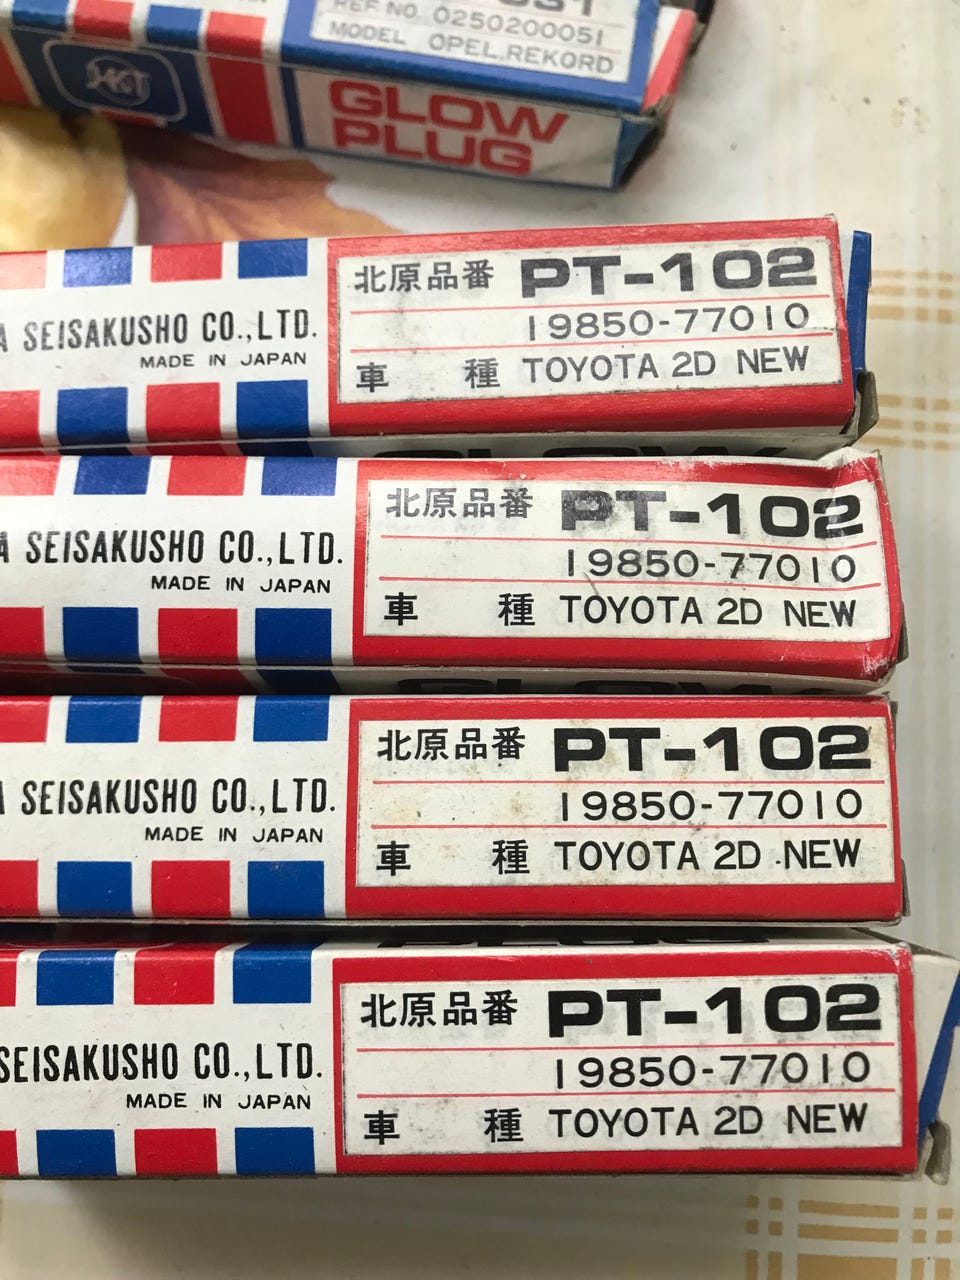 REF NO. 0250200051
MODEL OPEL.REKORD
HKT
GLOW
PLUG
北原品番 PT-102
19850-77010
車種 TOYOTA 2D NEW
A SEISAKUSHO CO.,LTD.
MADE IN JAPAN
GLOW
北原品番 PT-102
19850-77010
車種 TOYOTA 2D NEW
A SEISAKUSHO CO.,LTD.
MADE IN JAPAN
GLOW
北原品番 PT-102
19850-77010
車種 TOYOTA 2D NEW
A SEISAKUSHO CO.,LTD.
MADE IN JAPAN
PLUG
北原品番 PT-102
19850-77010
車種 TOYOTA 2D NEW
SEISAKUSHO CO.,LTD.
MADE IN JAPAN